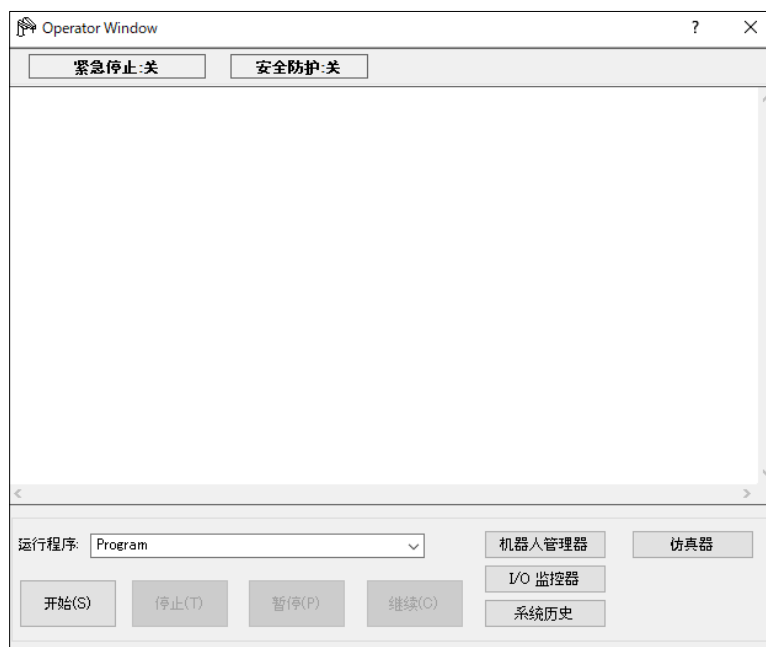 Operator Window
紧急停止:关 安全防护:关
运行程序: Program
机器人管理器 仿真器
I/O 监控器
开始(S) 停止(T) 暂停(P) 继续(C)
系统历史